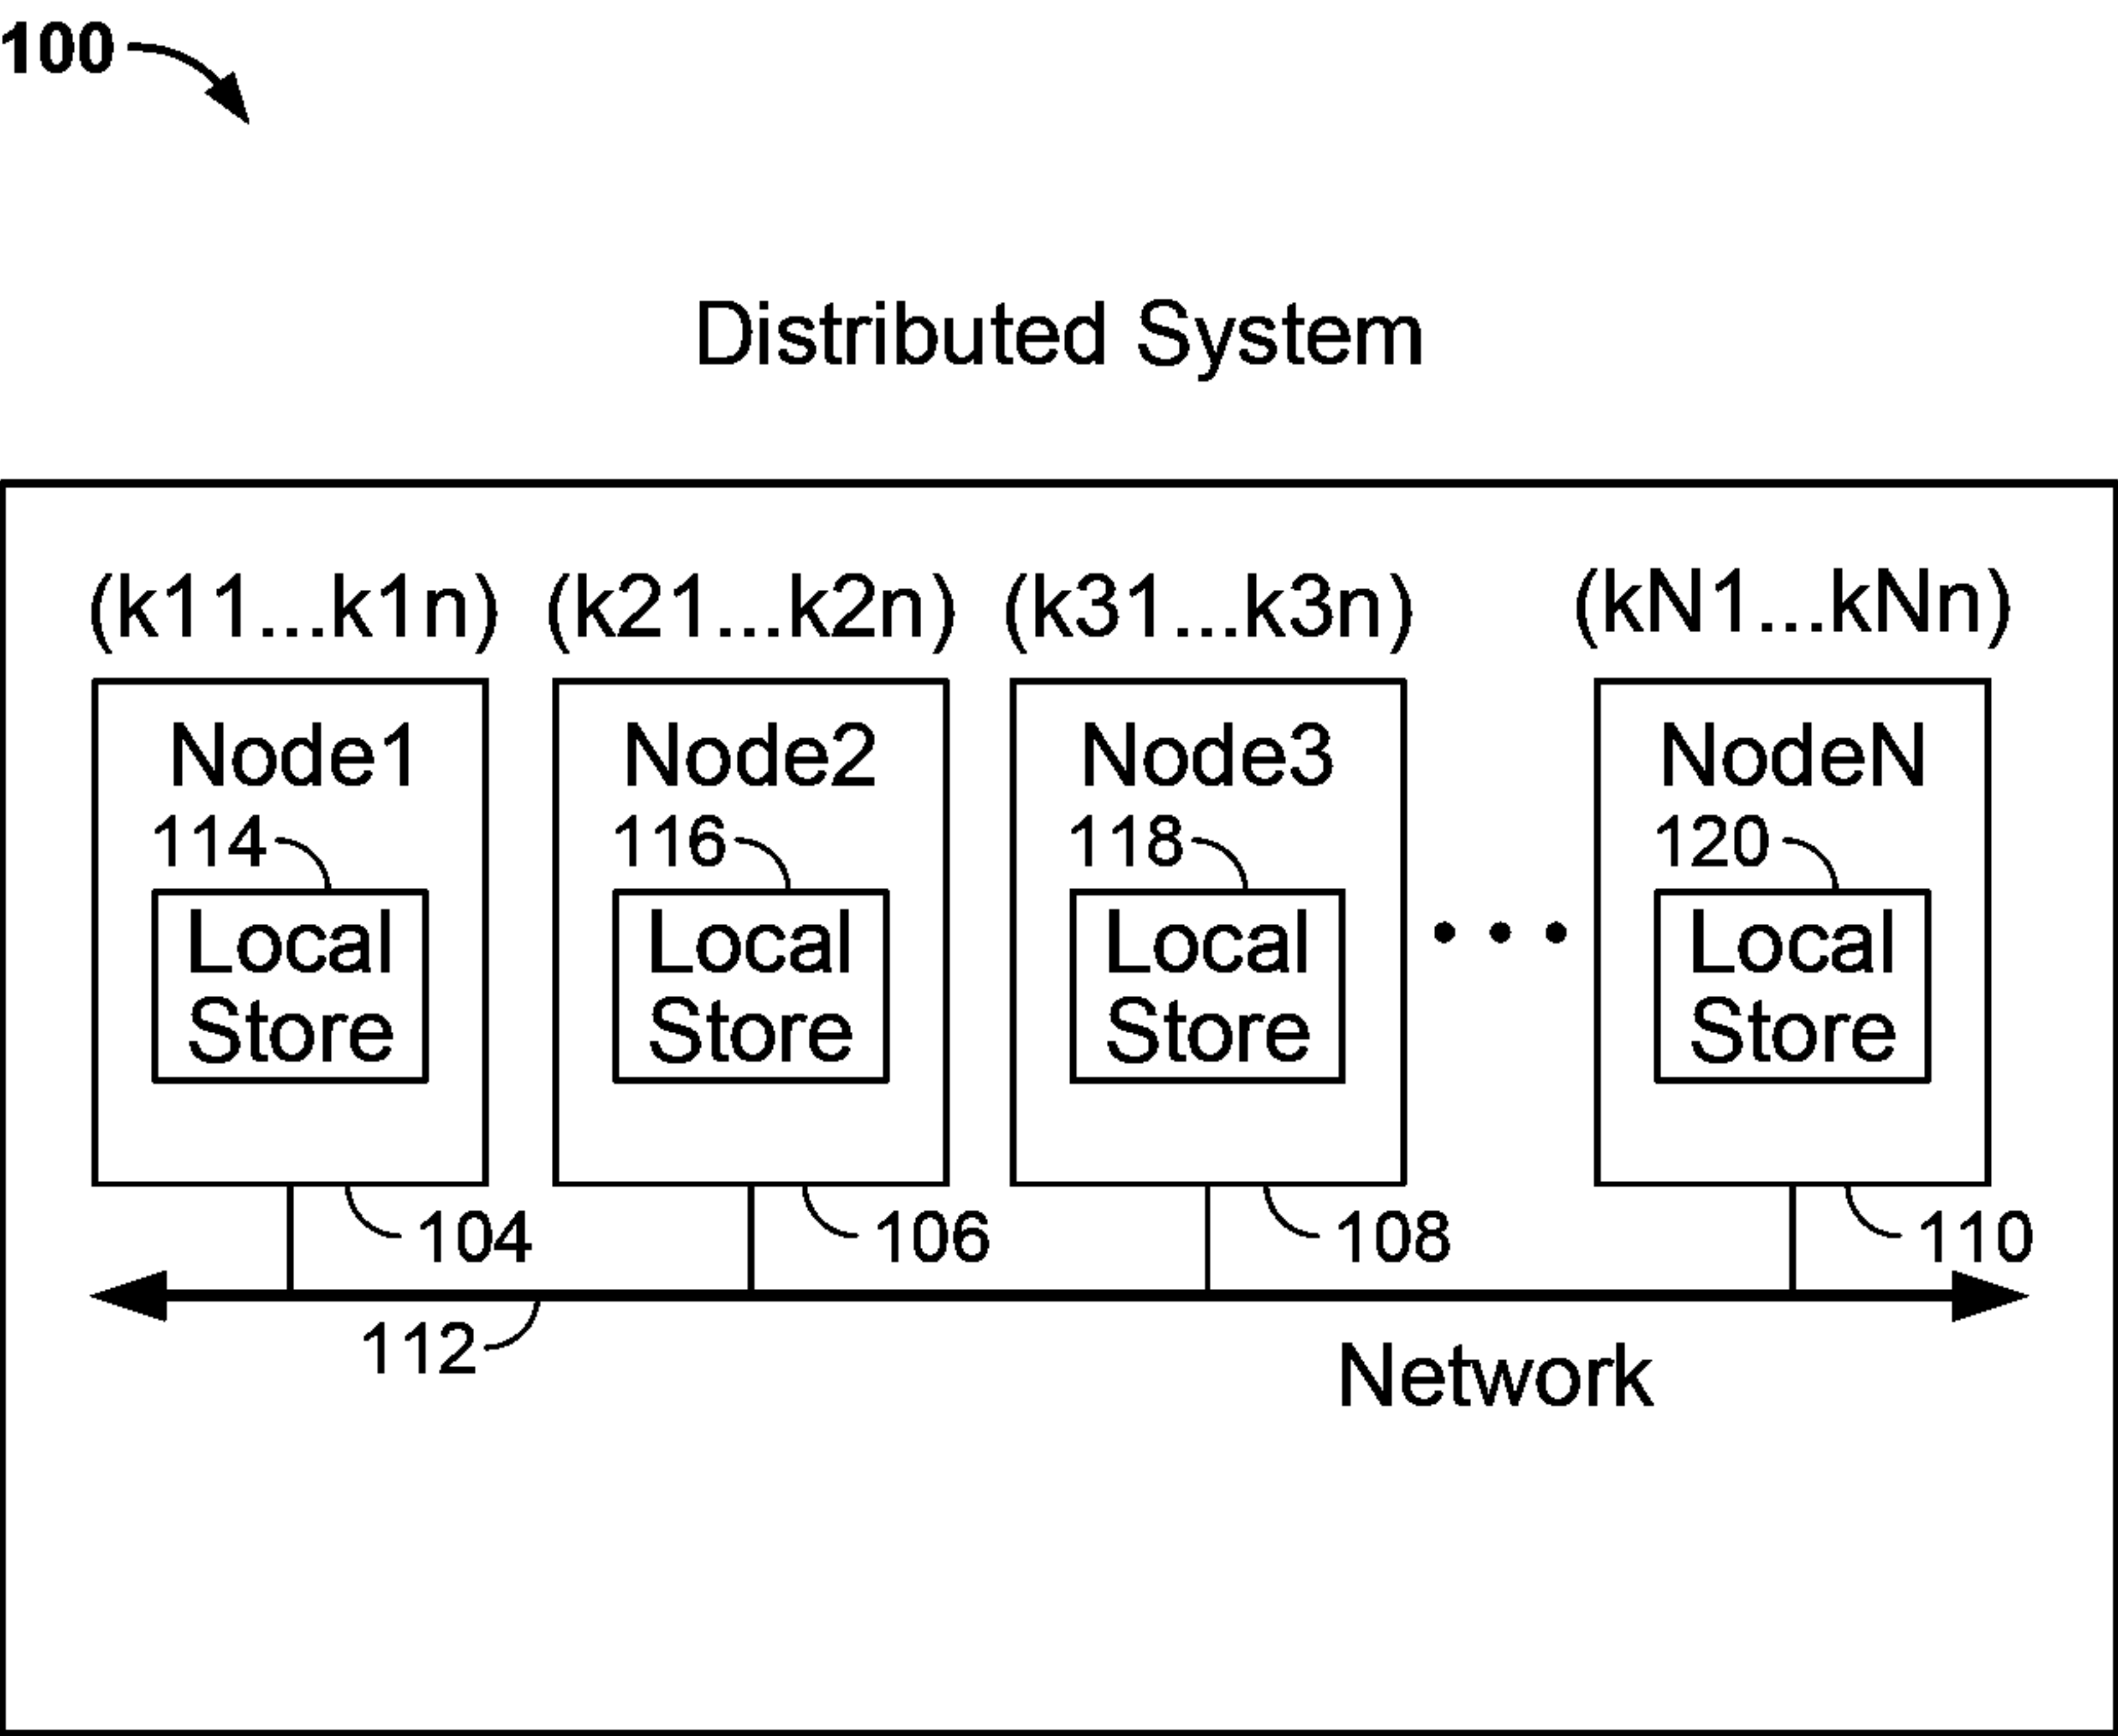 100
Distributed System
(k11...k1n) (k21...k2n) (k31...k3n) (kN1...kNn)
Node1 Node2 Node3 NodeN
114 116 118 120
Local Local Local Local
Store Store Store Store
104 106 108 110
112
Network